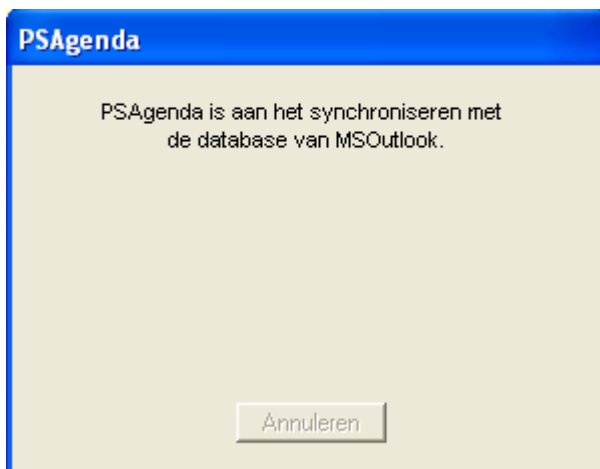 PSAgenda
PSAgenda is aan het synchroniseren met
de database van MSOutlook.
Annuleren